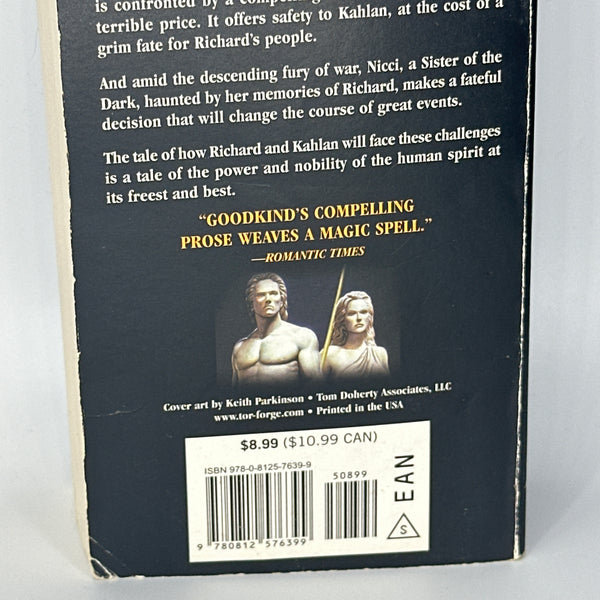 is confronted by a compelling
terrible price. It offers safety to Kahlan, at the cost of a
grim fate for Richard's people.
And amid the descending fury of war, Nicci, a Sister of the
Dark, haunted by her memories of Richard, makes a fateful
decision that will change the course of great events.
The tale of how Richard and Kahlan will face these challenges
is a tale of the power and nobility of the human spirit at
its freest and best.
“GOODKIND'S COMPELLING
PROSE WEAVES A MAGIC SPELL.”
—ROMANTIC TIMES
Cover art by Keith Parkinson • Tom Doherty Associates, LLC
www.tor-forge.com • Printed in the USA
$8.99 ($10.99 CAN)
ISBN 978-0-8125-7639-9
50899
9 780812 576399
S
EAN